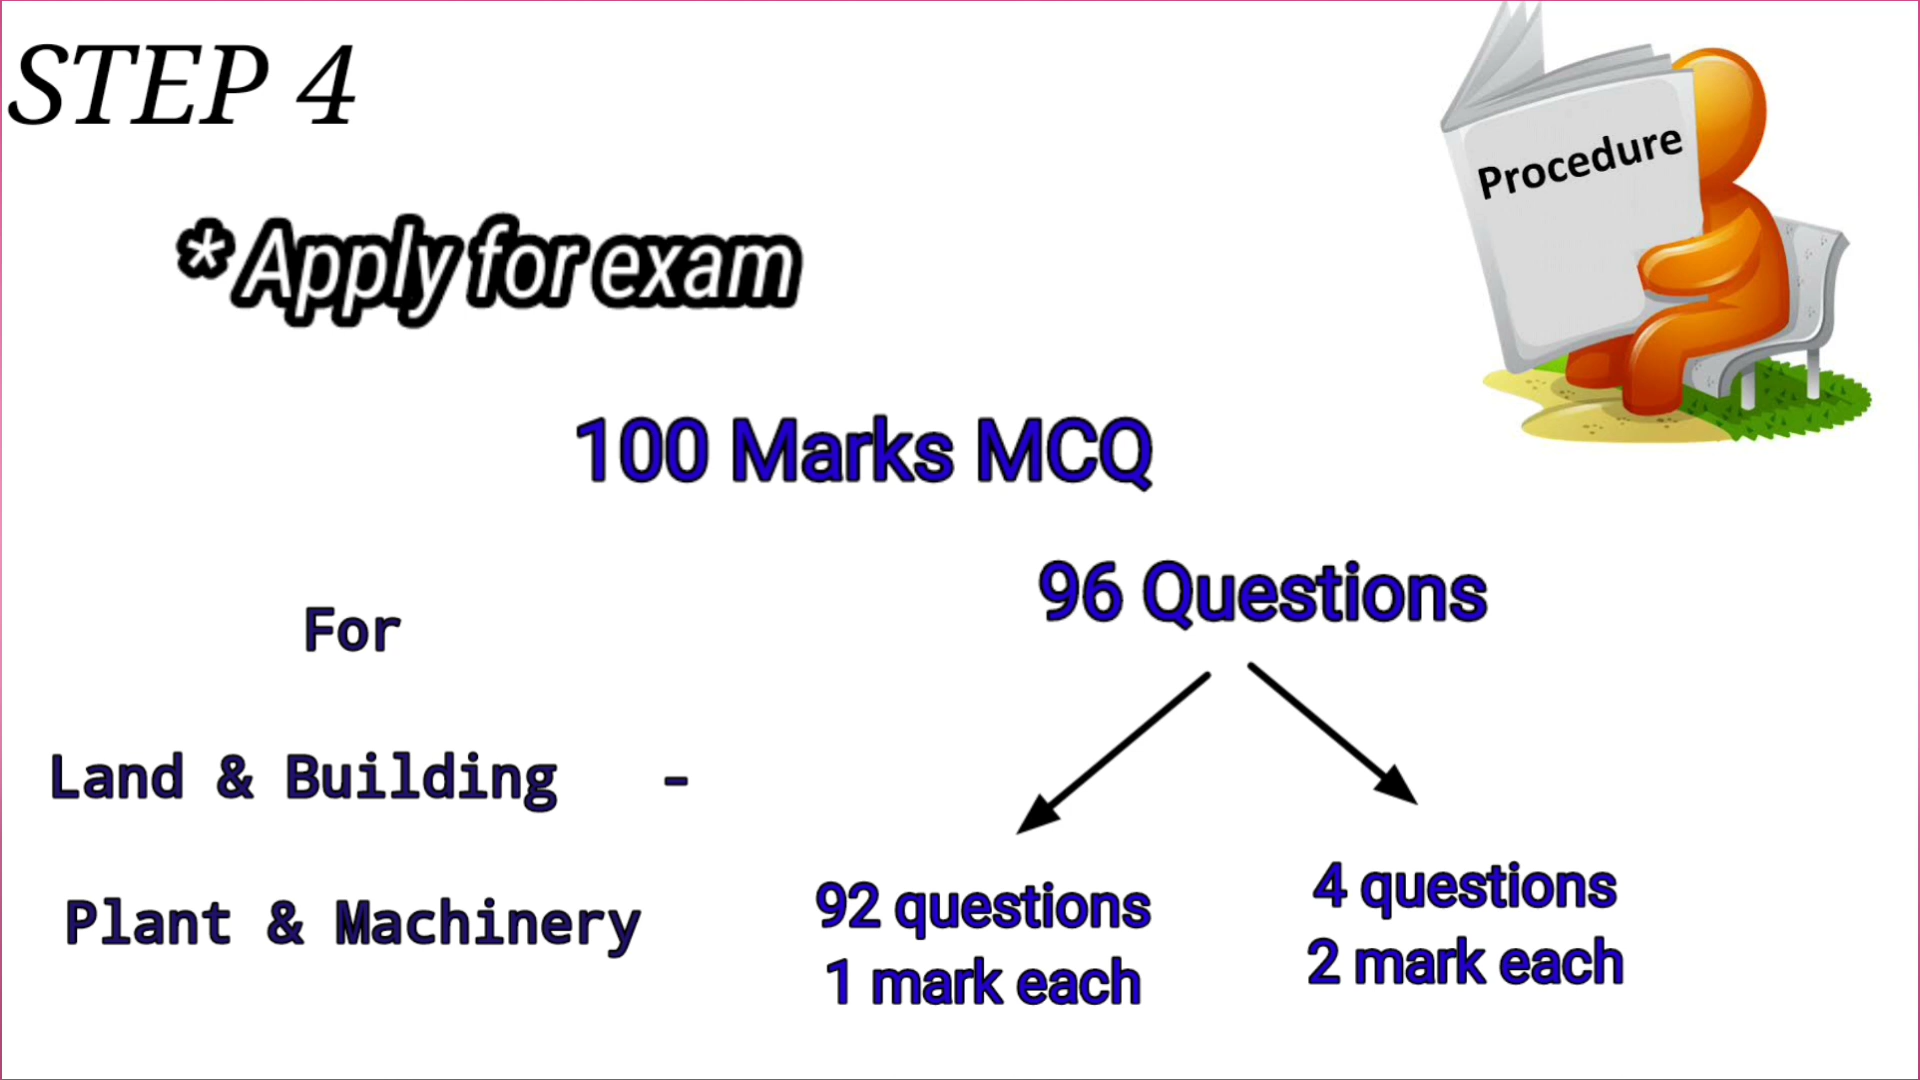 STEP 4
Procedure
* Apply for exam
100 Marks MCQ
96 Questions
For
Land & Building -
Plant & Machinery
92 questions
1 mark each
4 questions
2 mark each